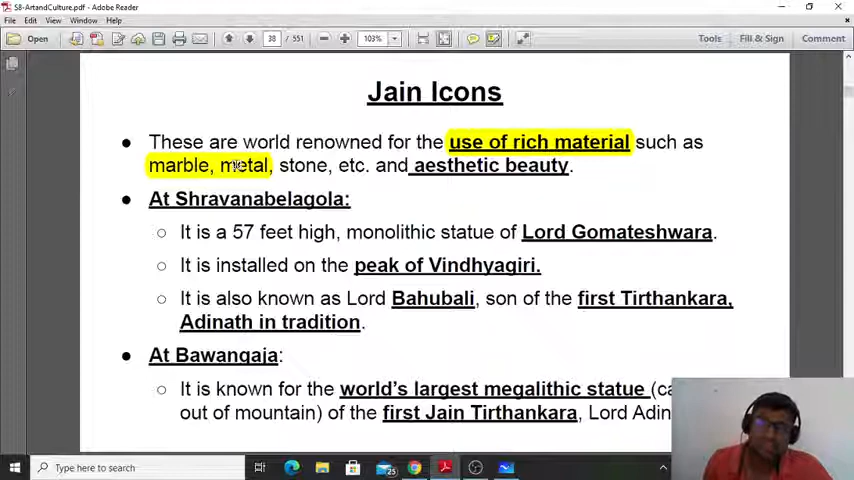 S8-ArtandCulture.pdf - Adobe Reader
File Edit View Window Help
Open 38 / 551 103% Tools Fill & Sign Comment
Jain Icons
● These are world renowned for the use of rich material such as
marble, metal, stone, etc. and aesthetic beauty.
● At Shravanabelagola:
○ It is a 57 feet high, monolithic statue of Lord Gomateshwara.
○ It is installed on the peak of Vindhyagiri.
○ It is also known as Lord Bahubali, son of the first Tirthankara,
Adinath in tradition.
● At Bawangaja:
○ It is known for the world's largest megalithic statue (ca
out of mountain) of the first Jain Tirthankara, Lord Adin
Type here to search 25